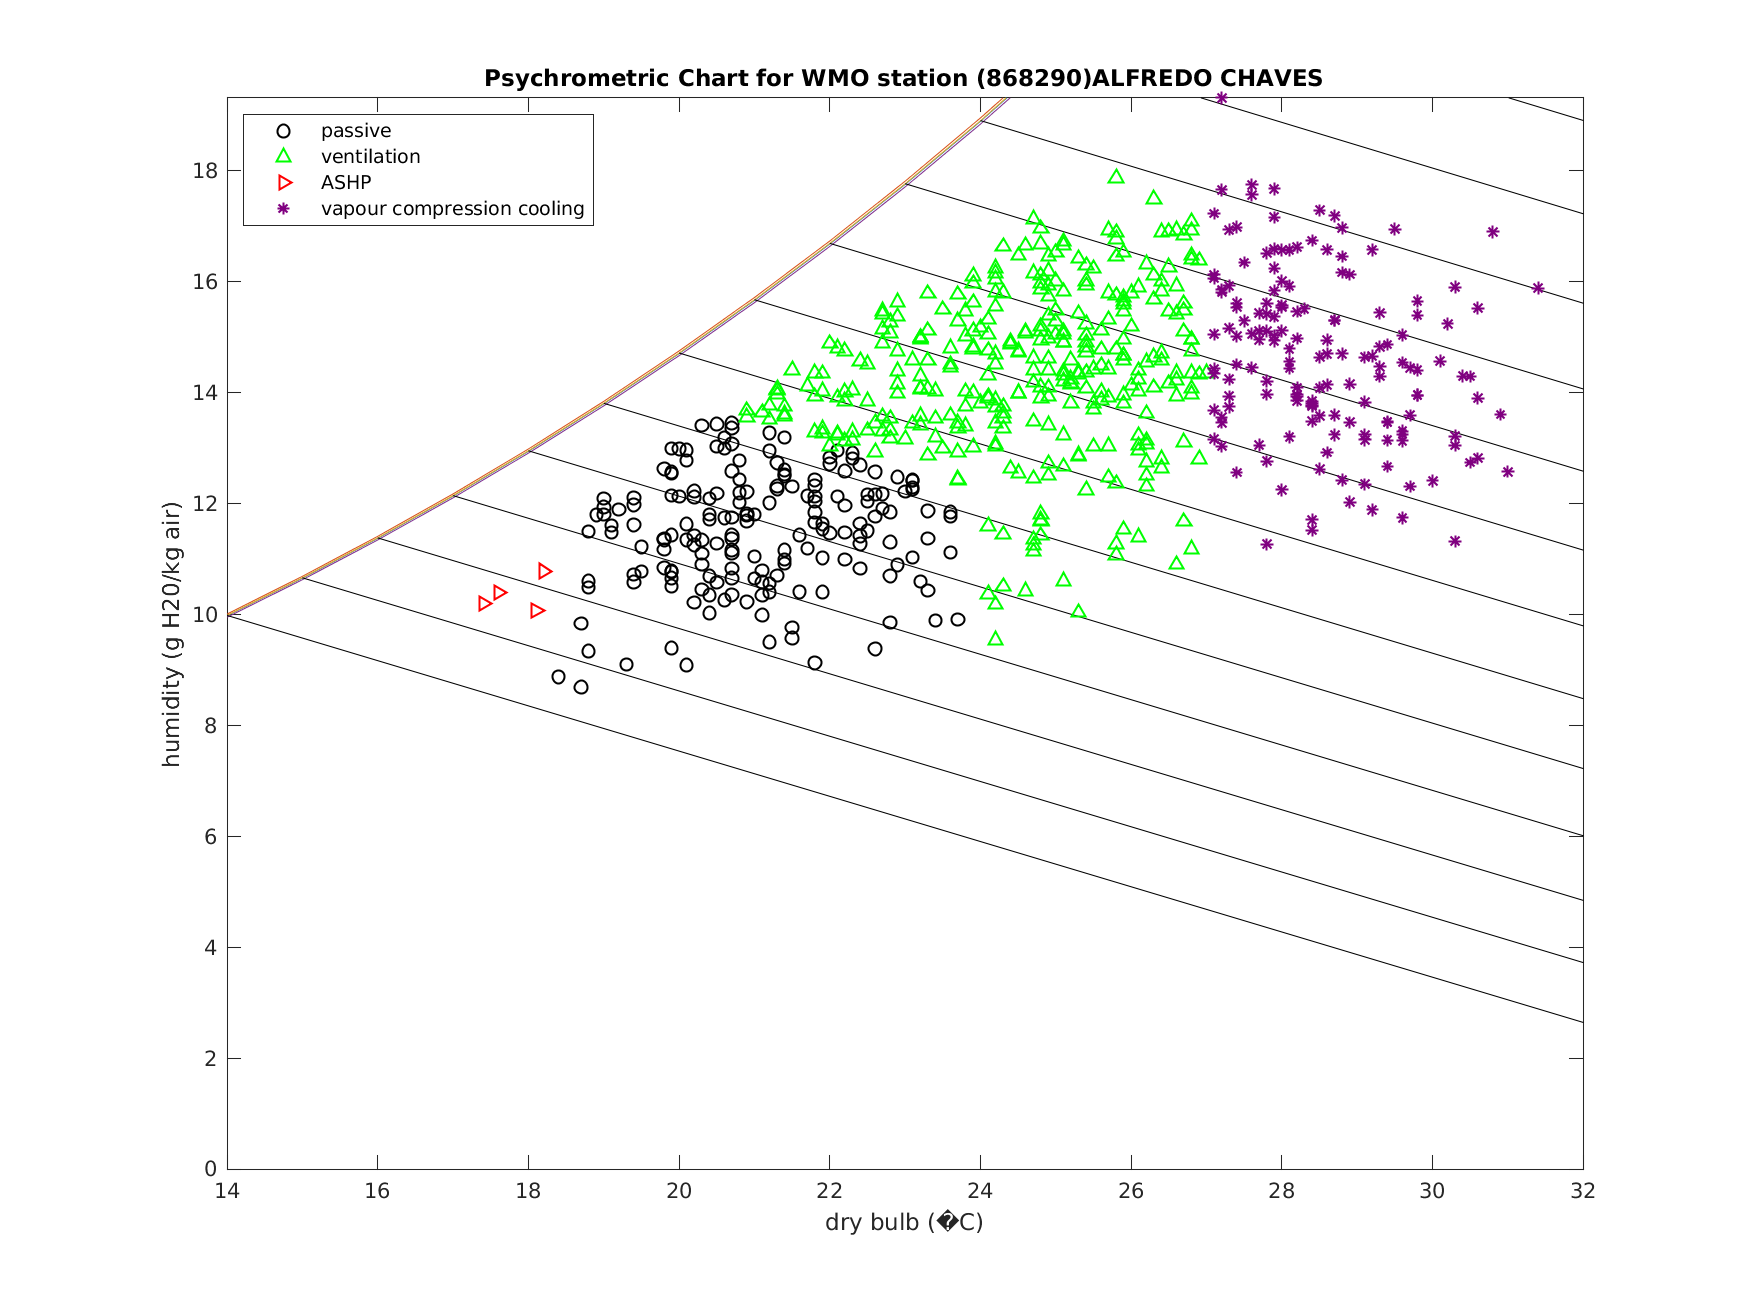 Psychrometric Chart for WMO station (868290)ALFREDO CHAVES
passive
ventilation
ASHP
vapour compression cooling
humidity (g H20/kg air)
18
16
14
12
10
8
6
4
2
0
14 16 18 20 22 24 26 28 30 32
dry bulb (�C)